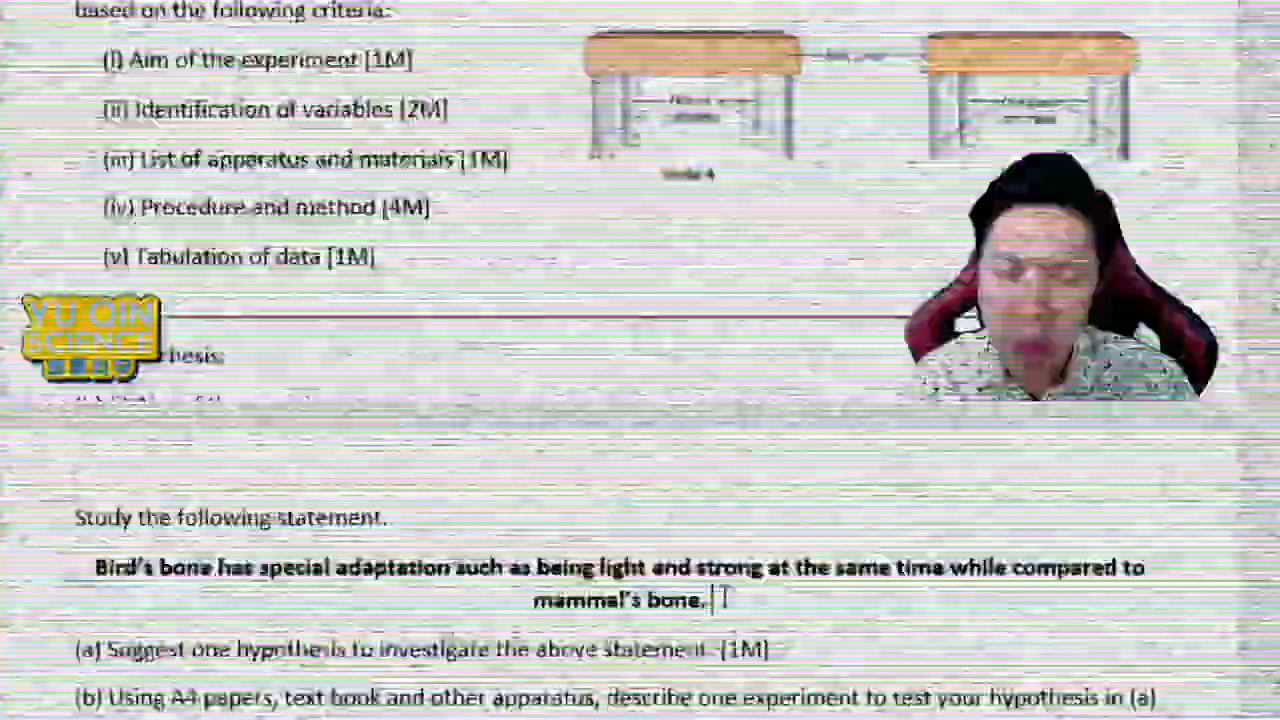 based on the following criteria:
(i) Aim of the experiment [1M]
(ii) Identification of variables [2M]
(iii) List of apparatus and materials [1M]
(iv) Procedure and method [4M]
(v) Tabulation of data [1M]
YU QIN
SCIENCE
thesis:
Study the following statement.
Bird's bone has special adaptation such as being light and strong at the same time while compared to
mammal's bone.
(a) Suggest one hypothesis to investigate the above statement. [1M]
(b) Using A4 papers, text book and other apparatus, describe one experiment to test your hypothesis in (a)